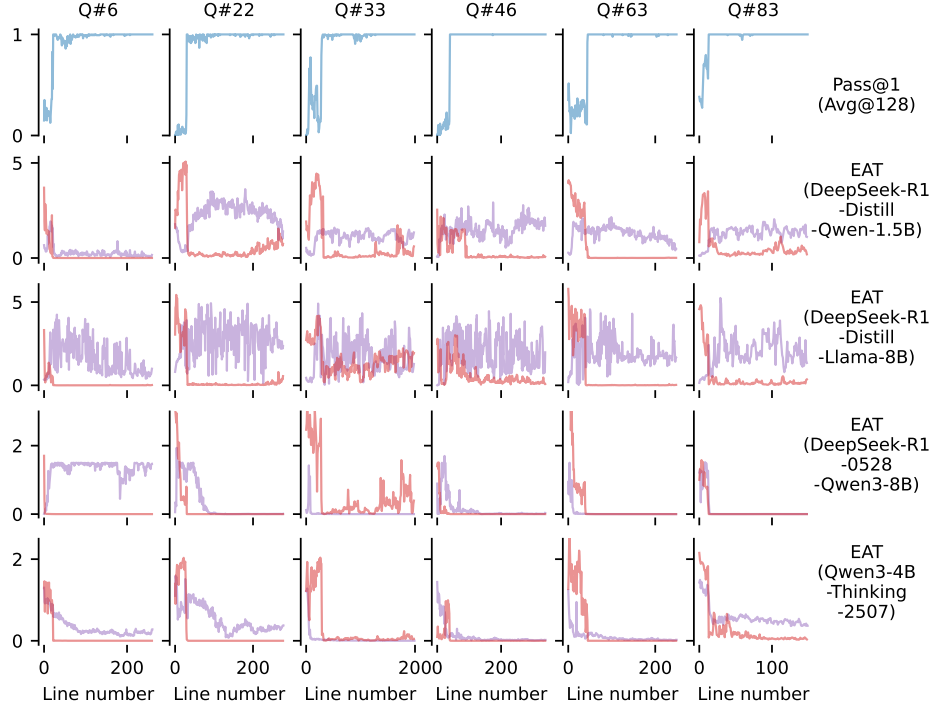 Q#6 Q#22 Q#33 Q#46 Q#63 Q#83
1
0
Pass@1
(Avg@128)
5
0
EAT
(DeepSeek-R1
-Distill
-Qwen-1.5B)
5
0
EAT
(DeepSeek-R1
-Distill
-Llama-8B)
2
0
EAT
(DeepSeek-R1
-0528
-Qwen3-8B)
2
0
EAT
(Qwen3-4B
-Thinking
-2507)
0 200 0 200 0 200 0 200 0 200 0 100
Line number Line number Line number Line number Line number Line number